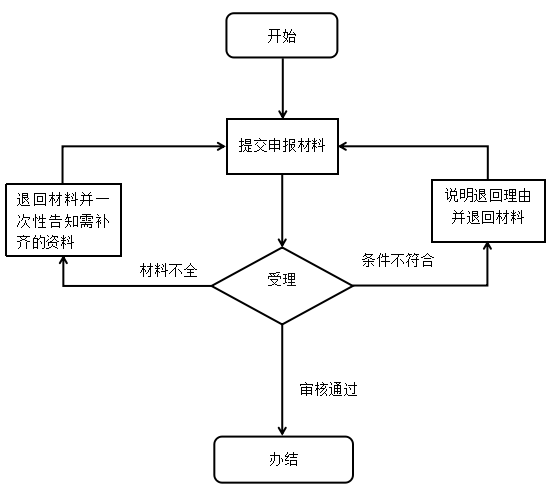 开始
提交申报材料
退回材料并一
次性告知需补
齐的资料
说明退回理由
并退回材料
材料不全
受理
条件不符合
审核通过
办结